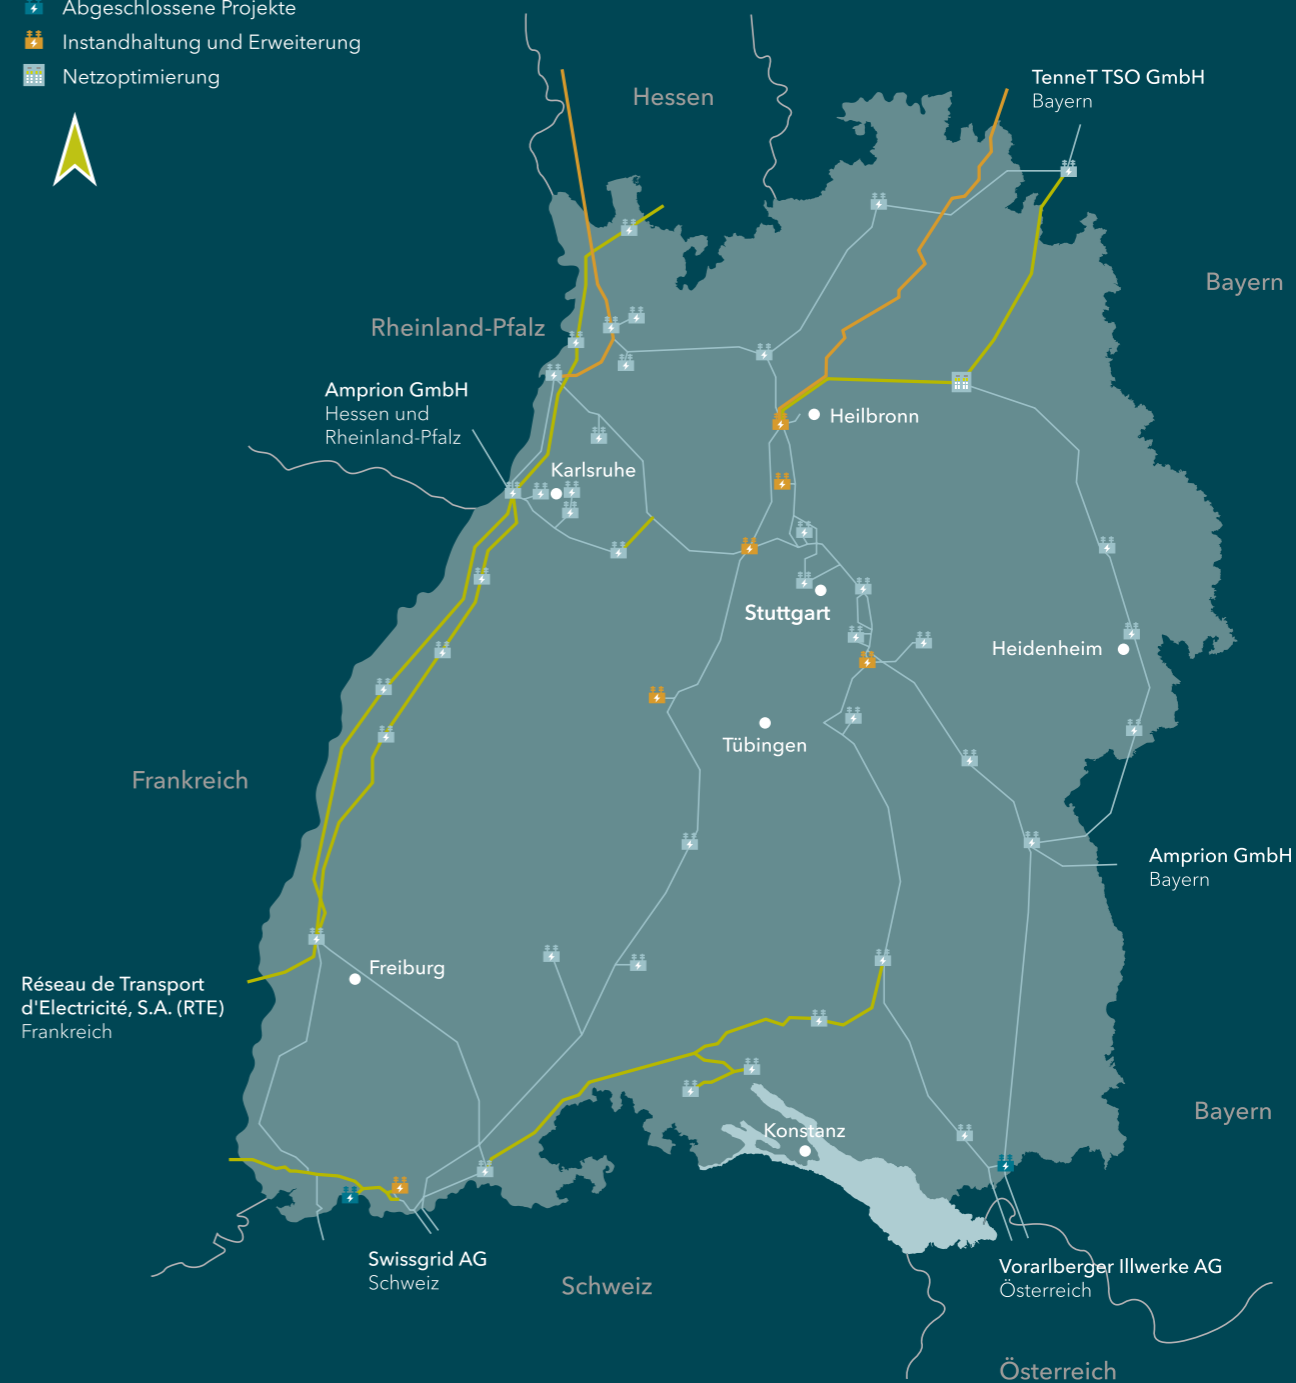 Abgeschlossene Projekte
Instandhaltung und Erweiterung
Netzoptimierung
Hessen
TenneT TSO GmbH
Bayern
Bayern
Rheinland-Pfalz
Amprion GmbH
Hessen und
Rheinland-Pfalz
Heilbronn
Karlsruhe
Stuttgart
Heidenheim
Tübingen
Frankreich
Amprion GmbH
Bayern
Freiburg
Réseau de Transport
d'Electricité, S.A. (RTE)
Frankreich
Bayern
Konstanz
Swissgrid AG
Schweiz
Schweiz
Vorarlberger Illwerke AG
Österreich
Österreich